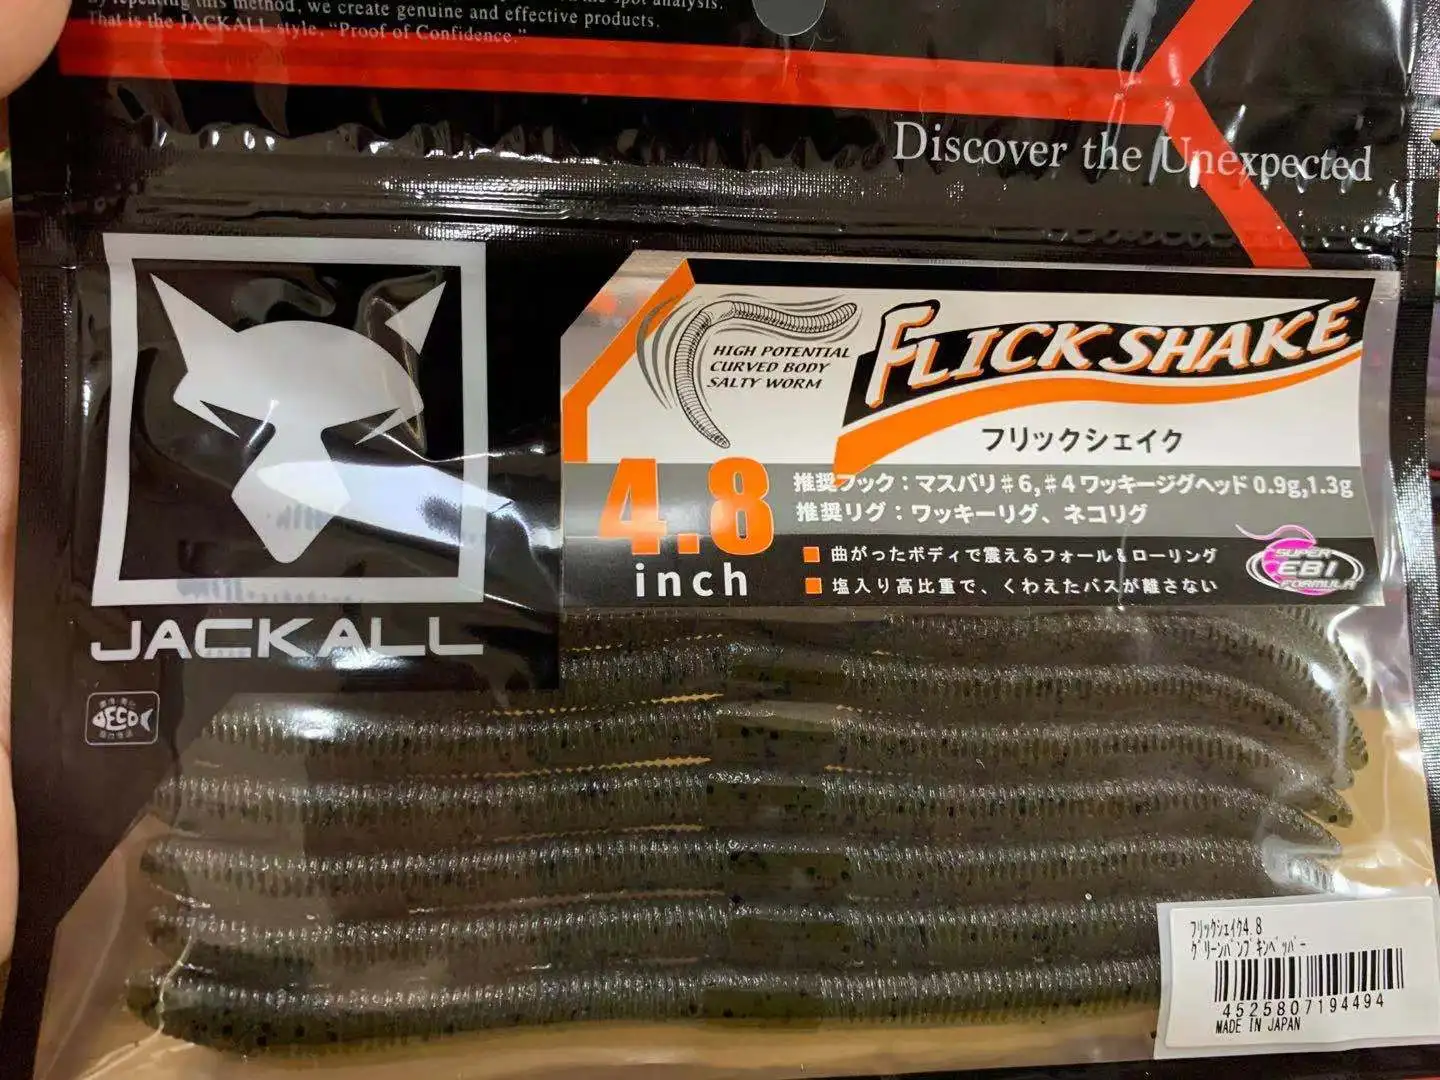 by repeating this method, we create genuine and effective products.
That is the JACKALL style, "Proof of Confidence."
Discover the Unexpected
HIGH POTENTIAL
CURVED BODY
SALTY WORM
FLICK SHAKE
フリックシェイク
4.8
inch
推奨フック：マスバリ#6,#4ワッキージグヘッド 0.9g,1.3g
推奨リグ：ワッキーリグ、ネコリグ
■ 曲がったボディで震えるフォール&ローリング
■ 塩入り高比重で、くわえたバスが離さない
SUPER
EBI
FORMULA
JACKALL
ECO
ﾌﾘｯｸｼｪｲｸ4.8
ｸﾞﾘｰﾝﾊﾟﾝﾌﾟｷﾝﾍﾟｯﾊﾟｰ
4525807194494
MADE IN JAPAN